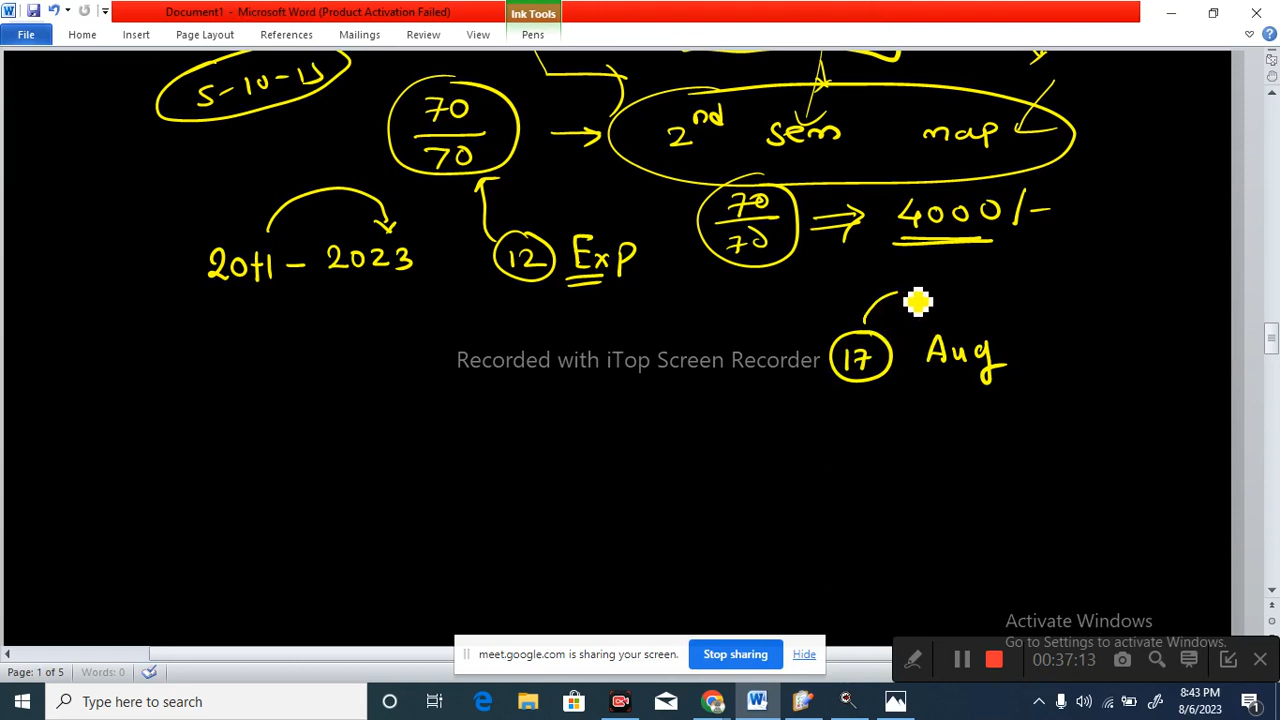 Document1 - Microsoft Word (Product Activation Failed)
Ink Tools
File Home Insert Page Layout References Mailings Review View Pens
5-10-15
70
70
2nd sem map
70
70
4000/-
2011 - 2023
12 Exp
17 Aug
Recorded with iTop Screen Recorder
Activate Windows
Go to Settings to activate Windows.
meet.google.com is sharing your screen.
Stop sharing
Hide
00:37:13
Page: 1 of 5
Words: 0
Type here to search
8:43 PM
8/6/2023